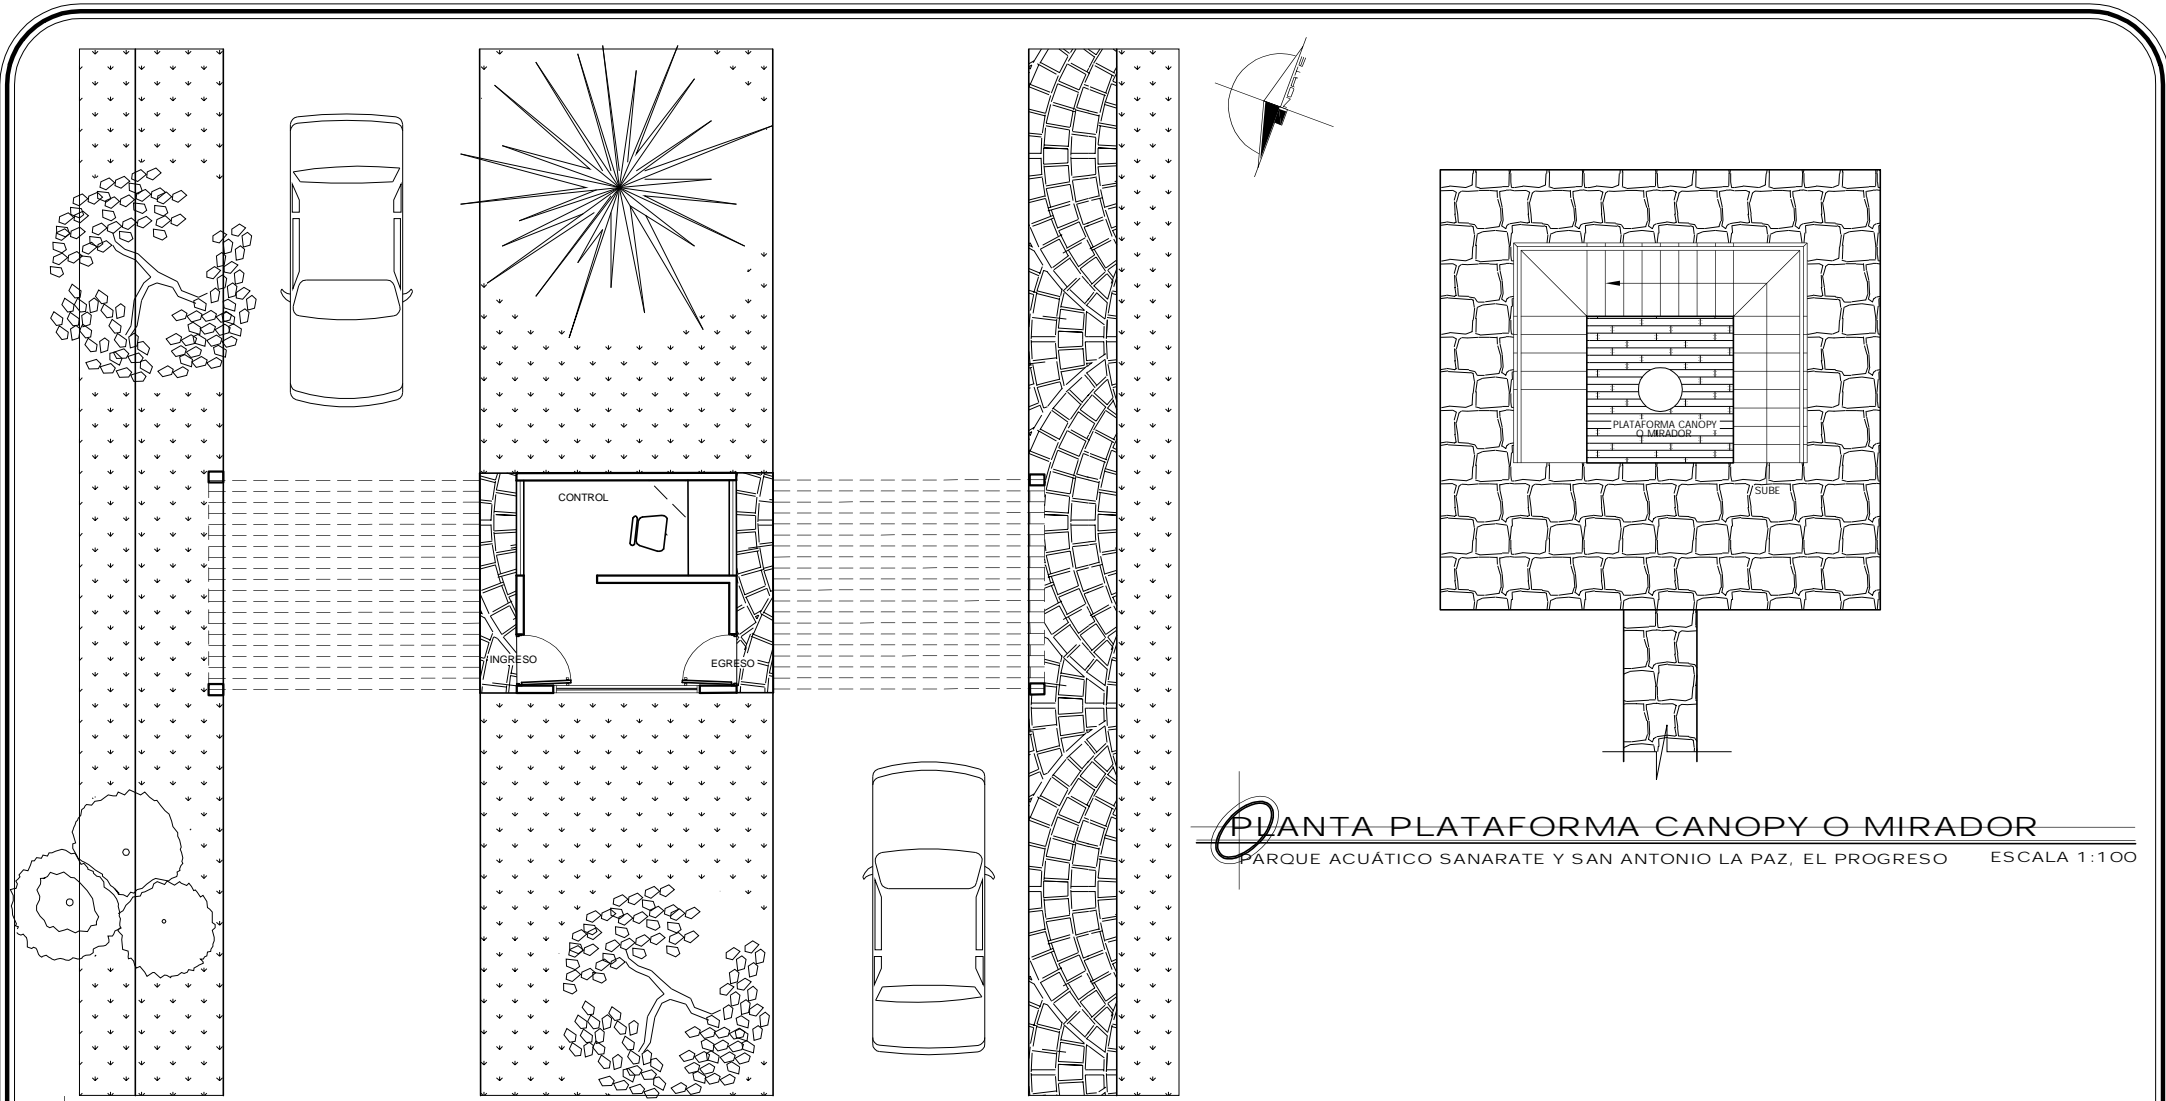 NORTE
CONTROL
INGRESO
EGRESO
PLATAFORMA CANOPY
O MIRADOR
SUBE
PLANTA PLATAFORMA CANOPY O MIRADOR
PARQUE ACUÁTICO SANARATE Y SAN ANTONIO LA PAZ, EL PROGRESO ESCALA 1:100